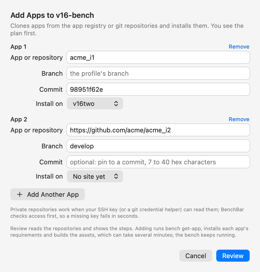 Add Apps to v16-bench
Clones apps from the app registry or git repositories and installs them. You see the plan first.
App 1 Remove
App or repository acme_i1
Branch the profile's branch
Commit 98951f62e
Install on v16two
App 2 Remove
App or repository https://github.com/acme/acme_i2
Branch develop
Commit optional: pin to a commit, 7 to 40 hex characters
Install on No site yet
+ Add Another App
Private repositories work when your SSH key (or a git credential helper) can read them; BenchBar
checks access first, so a missing key fails in seconds.
Review reads the repositories and shows the steps. Adding runs bench get-app, installs each app's
requirements and builds the assets, which can take several minutes; the bench keeps running.
Cancel Review